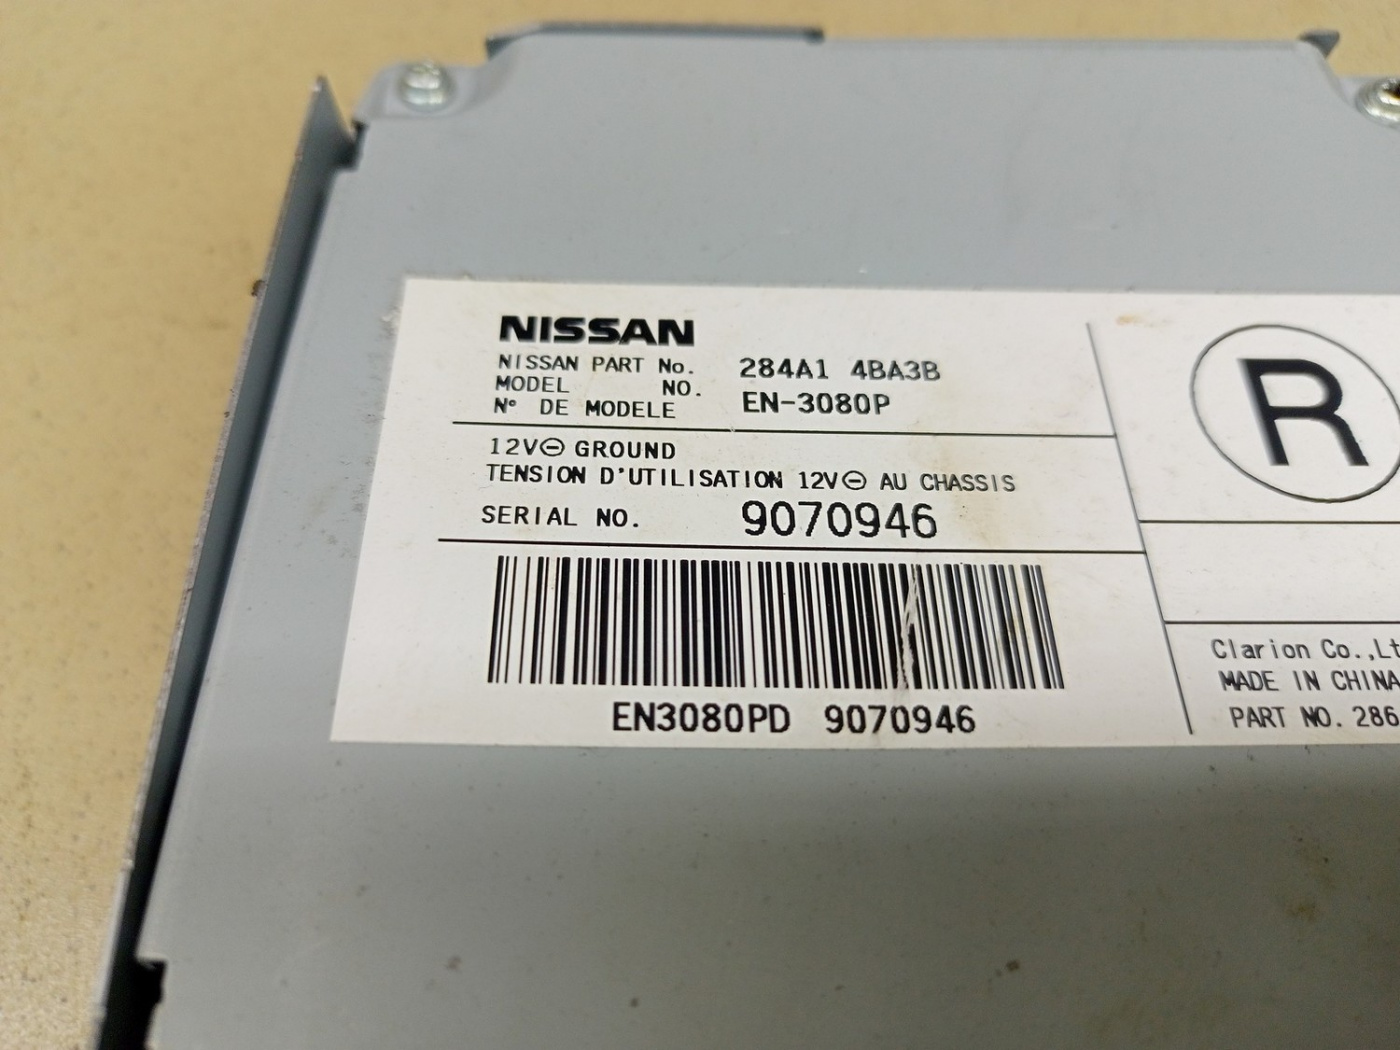 NISSAN
NISSAN PART No. 284A1 4BA3B
MODEL NO.
N° DE MODELE EN-3080P
12V⊖ GROUND
TENSION D'UTILISATION 12V⊖ AU CHASSIS
SERIAL NO. 9070946
EN3080PD 9070946
R
Clarion Co.,Lt
MADE IN CHINA
PART NO. 286